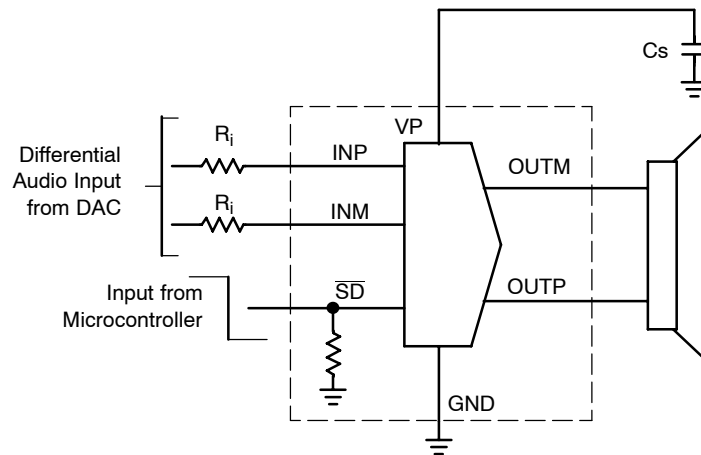 Cs
VP
Differential
Audio Input
from DAC
Ri
INP
OUTM
Ri
INM
Input from
Microcontroller
SD
OUTP
GND